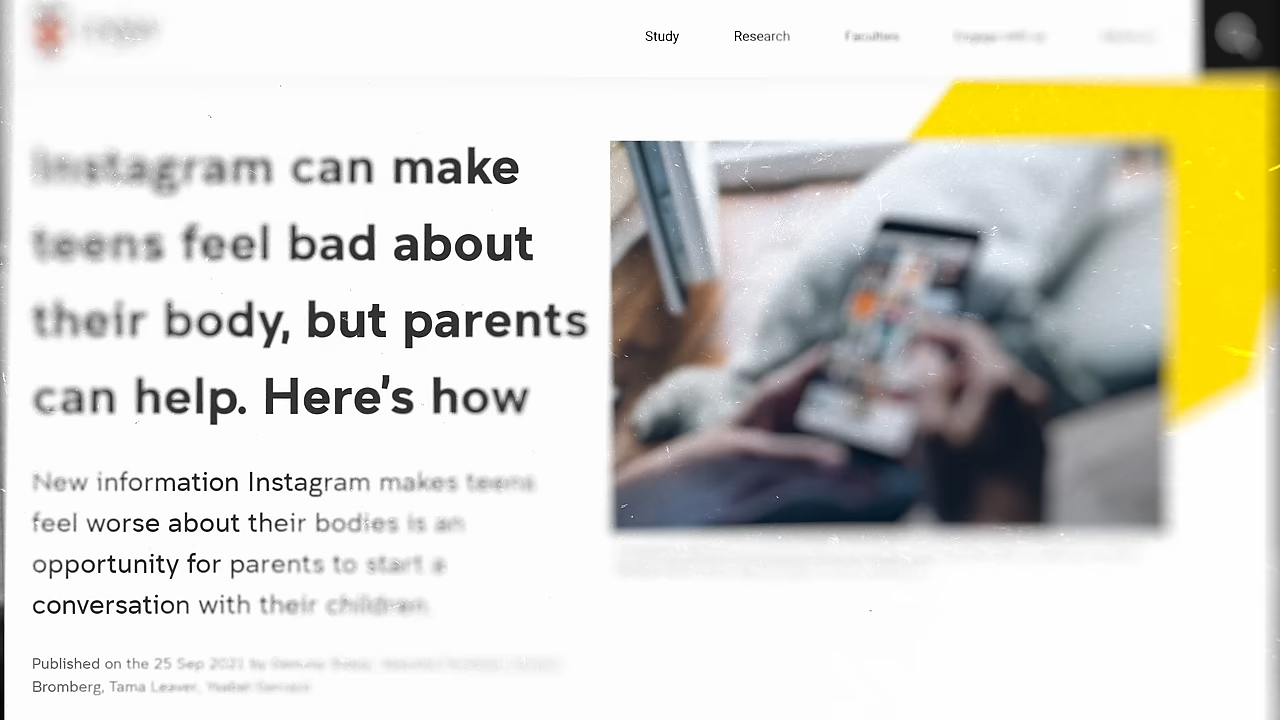 Study
Research
Faculties
Instagram can make
teens feel bad about
their body, but parents
can help. Here's how
New information Instagram makes teens
feel worse about their bodies is an
opportunity for parents to start a
conversation with their children.
Published on the 25 Sep 2021 by
Bromberg, Tama Leaver,